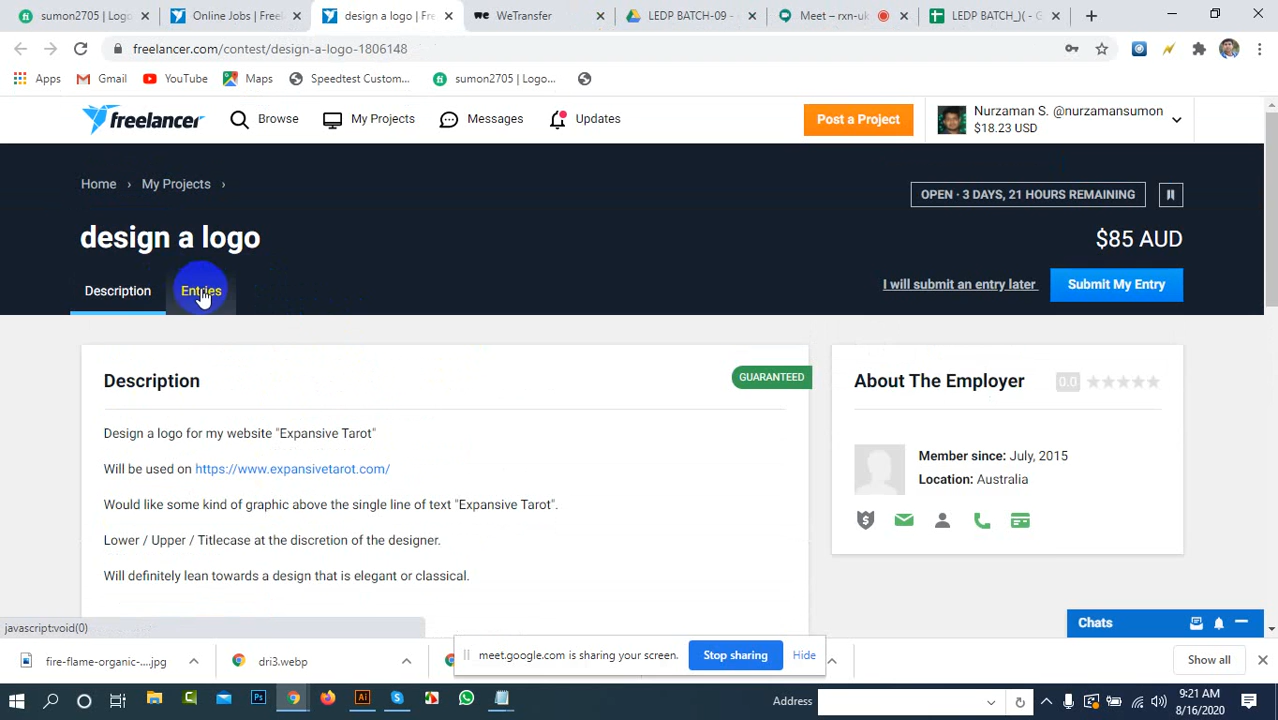 sumon2705 | Logo
Online Jobs | Freel
design a logo | Fre
WeTransfer
LEDP BATCH-09 -
Meet – rxn-uk
LEDP BATCH_)( - G
freelancer.com/contest/design-a-logo-1806148
Apps
Gmail
YouTube
Maps
Speedtest Custom...
sumon2705 | Logo...
freelancer
Browse
My Projects
Messages
Updates
Post a Project
Nurzaman S. @nurzamansumon
$18.23 USD
Home › My Projects ›
OPEN · 3 DAYS, 21 HOURS REMAINING
design a logo
$85 AUD
Description
Entries
I will submit an entry later
Submit My Entry
Description
GUARANTEED
Design a logo for my website "Expansive Tarot"
Will be used on https://www.expansivetarot.com/
Would like some kind of graphic above the single line of text "Expansive Tarot".
Lower / Upper / Titlecase at the discretion of the designer.
Will definitely lean towards a design that is elegant or classical.
About The Employer
0.0
Member since: July, 2015
Location: Australia
Chats
javascript:void(0)
fire-flame-organic-....jpg
dri3.webp
meet.google.com is sharing your screen.
Stop sharing
Hide
Show all
Address
9:21 AM
8/16/2020